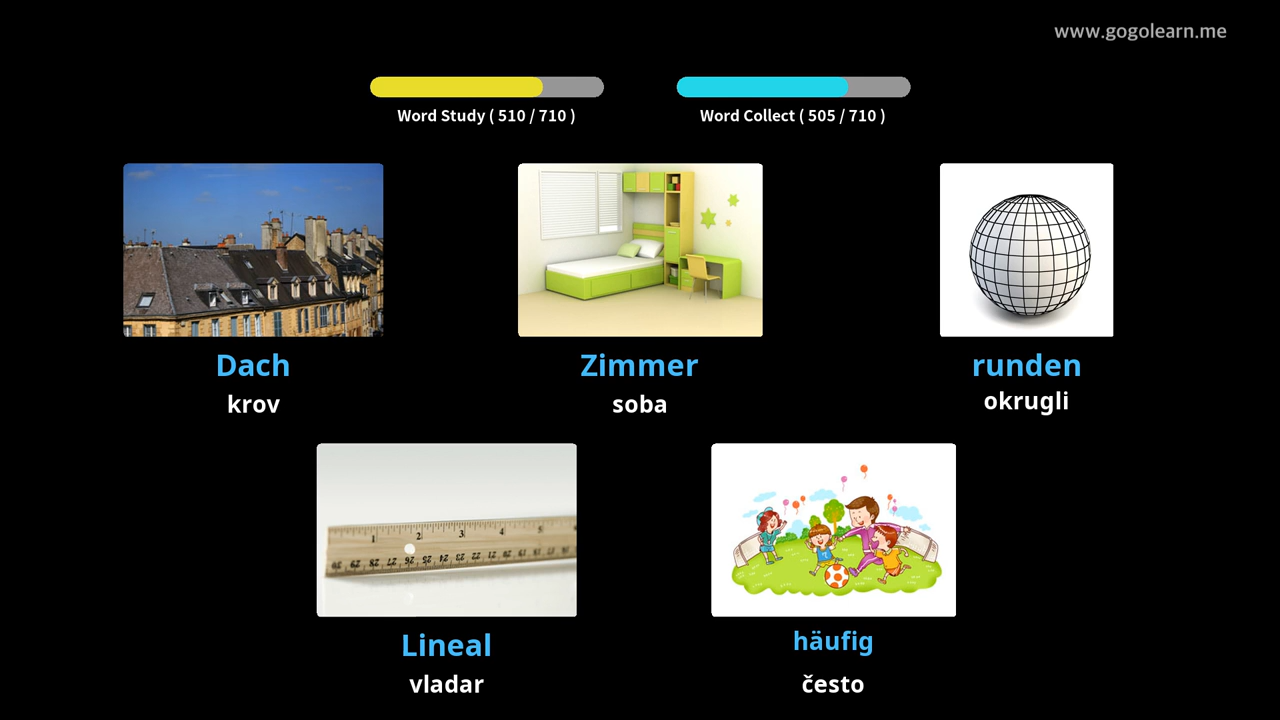 www.gogolearn.me
Word Study ( 510 / 710 )
Word Collect ( 505 / 710 )
Dach
krov
Zimmer
soba
runden
okrugli
Lineal
vladar
häufig
često